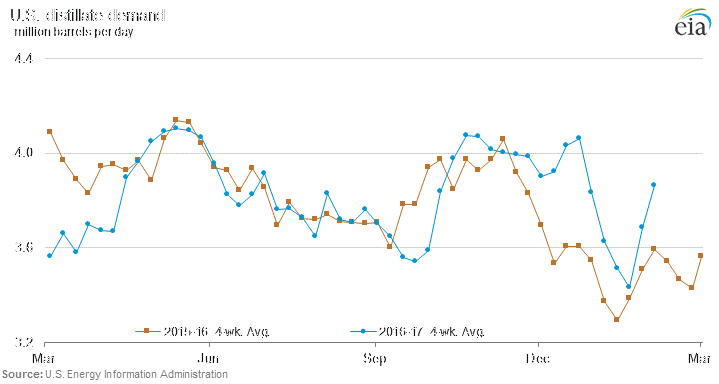 U.S. distillate demand
million barrels per day
eia
4.4
4.0
3.6
3.2
2015-16 4-wk. Avg.
2016-17 4-wk. Avg.
Mar Jun Sep Dec Mar
Source: U.S. Energy Information Administration